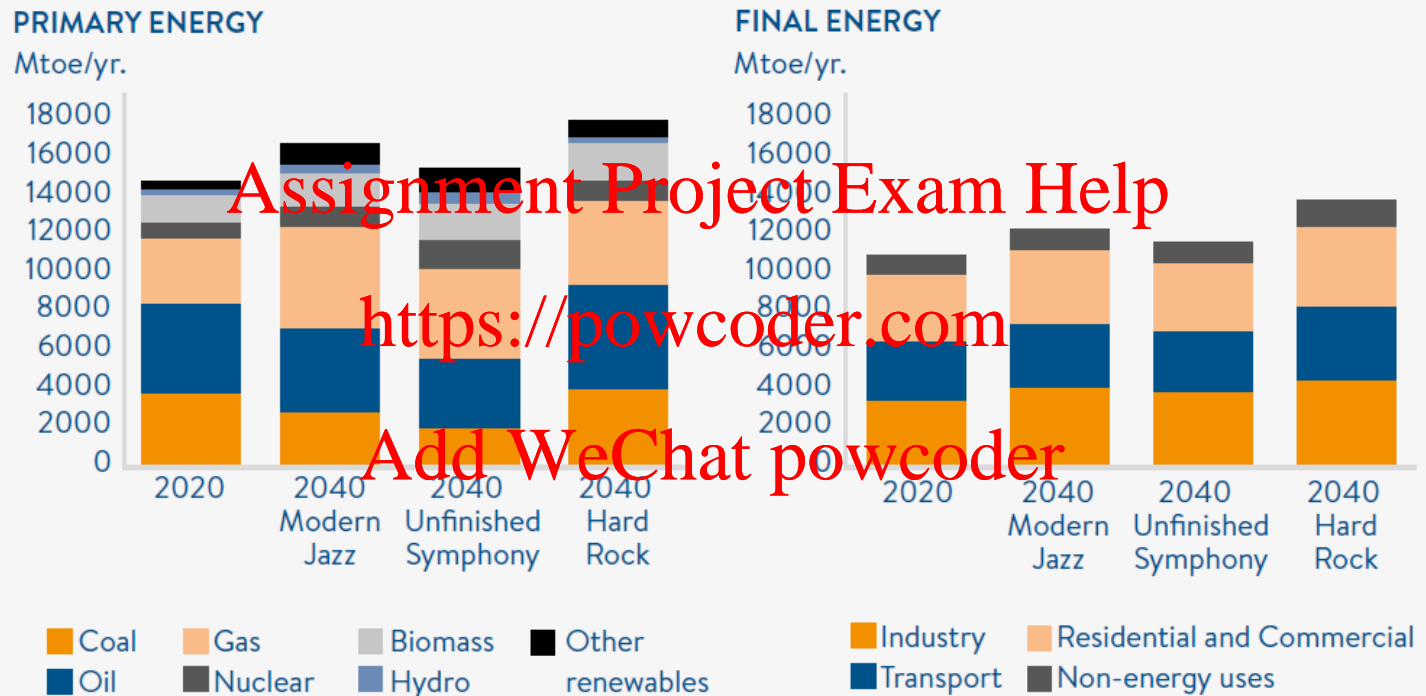 PRIMARY ENERGY
Mtoe/yr.
18000
16000
14000
12000
10000
8000
6000
4000
2000
0
2020
2040
Modern
Jazz
2040
Unfinished
Symphony
2040
Hard
Rock
Coal
Gas
Biomass
Other
renewables
Oil
Nuclear
Hydro
FINAL ENERGY
Mtoe/yr.
18000
16000
14000
12000
10000
8000
6000
4000
2000
0
2020
2040
Modern
Jazz
2040
Unfinished
Symphony
2040
Hard
Rock
Industry
Residential and Commercial
Transport
Non-energy uses
Assignment Project Exam Help
https://powcoder.com
Add WeChat powcoder